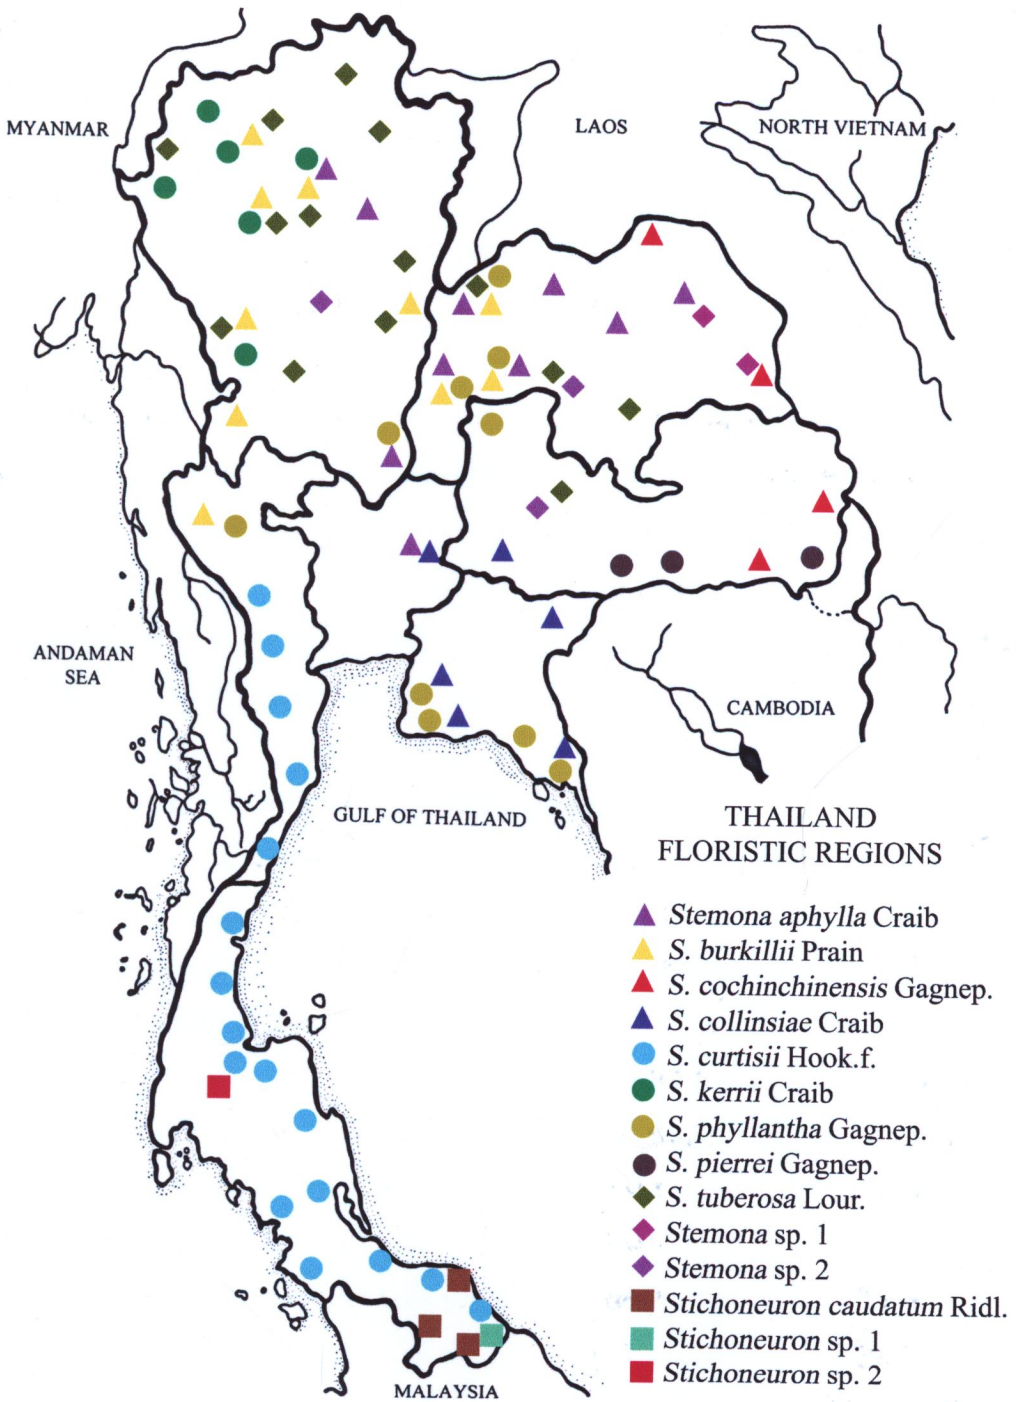 MYANMAR
LAOS
NORTH VIETNAM
ANDAMAN
SEA
CAMBODIA
GULF OF THAILAND
THAILAND
FLORISTIC REGIONS
Stemona aphylla Craib
S. burkillii Prain
S. cochinchinensis Gagnep.
S. collinsiae Craib
S. curtisii Hook.f.
S. kerrii Craib
S. phyllantha Gagnep.
S. pierrei Gagnep.
S. tuberosa Lour.
Stemona sp. 1
Stemona sp. 2
Stichoneuron caudatum Ridl.
Stichoneuron sp. 1
Stichoneuron sp. 2
MALAYSIA